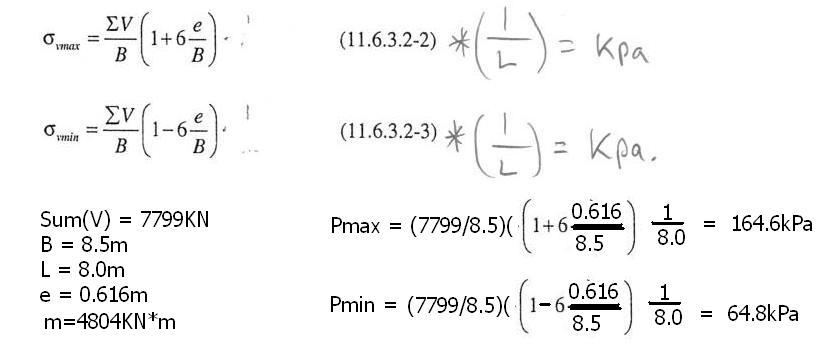 σvmax = ΣV/B (1+6 e/B) · (11.6.3.2-2) * (1/L) = Kpa
σvmin = ΣV/B (1−6 e/B) · (11.6.3.2-3) * (1/L) = Kpa.
Sum(V) = 7799KN
B = 8.5m
L = 8.0m
e = 0.616m
m=4804KN*m
Pmax = (7799/8.5)( (1+6 0.616/8.5) 1/8.0 = 164.6kPa
Pmin = (7799/8.5)( (1−6 0.616/8.5) 1/8.0 = 64.8kPa